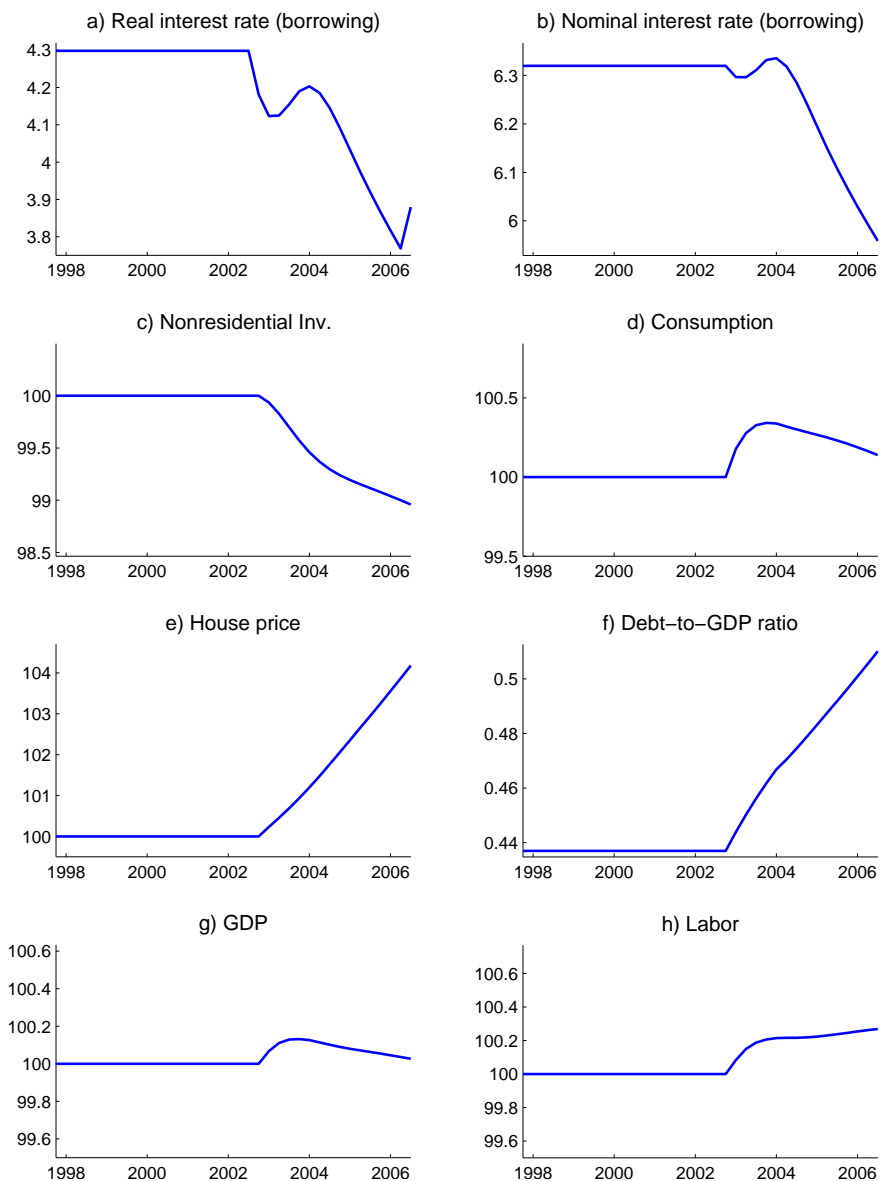 a) Real interest rate (borrowing)
4.3
4.2
4.1
4
3.9
3.8
1998 2000 2002 2004 2006
b) Nominal interest rate (borrowing)
6.3
6.2
6.1
6
1998 2000 2002 2004 2006
c) Nonresidential Inv.
100
99.5
99
98.5
1998 2000 2002 2004 2006
d) Consumption
100.5
100
99.5
1998 2000 2002 2004 2006
e) House price
104
103
102
101
100
1998 2000 2002 2004 2006
f) Debt−to−GDP ratio
0.5
0.48
0.46
0.44
1998 2000 2002 2004 2006
g) GDP
100.6
100.4
100.2
100
99.8
99.6
1998 2000 2002 2004 2006
h) Labor
100.6
100.4
100.2
100
99.8
99.6
1998 2000 2002 2004 2006